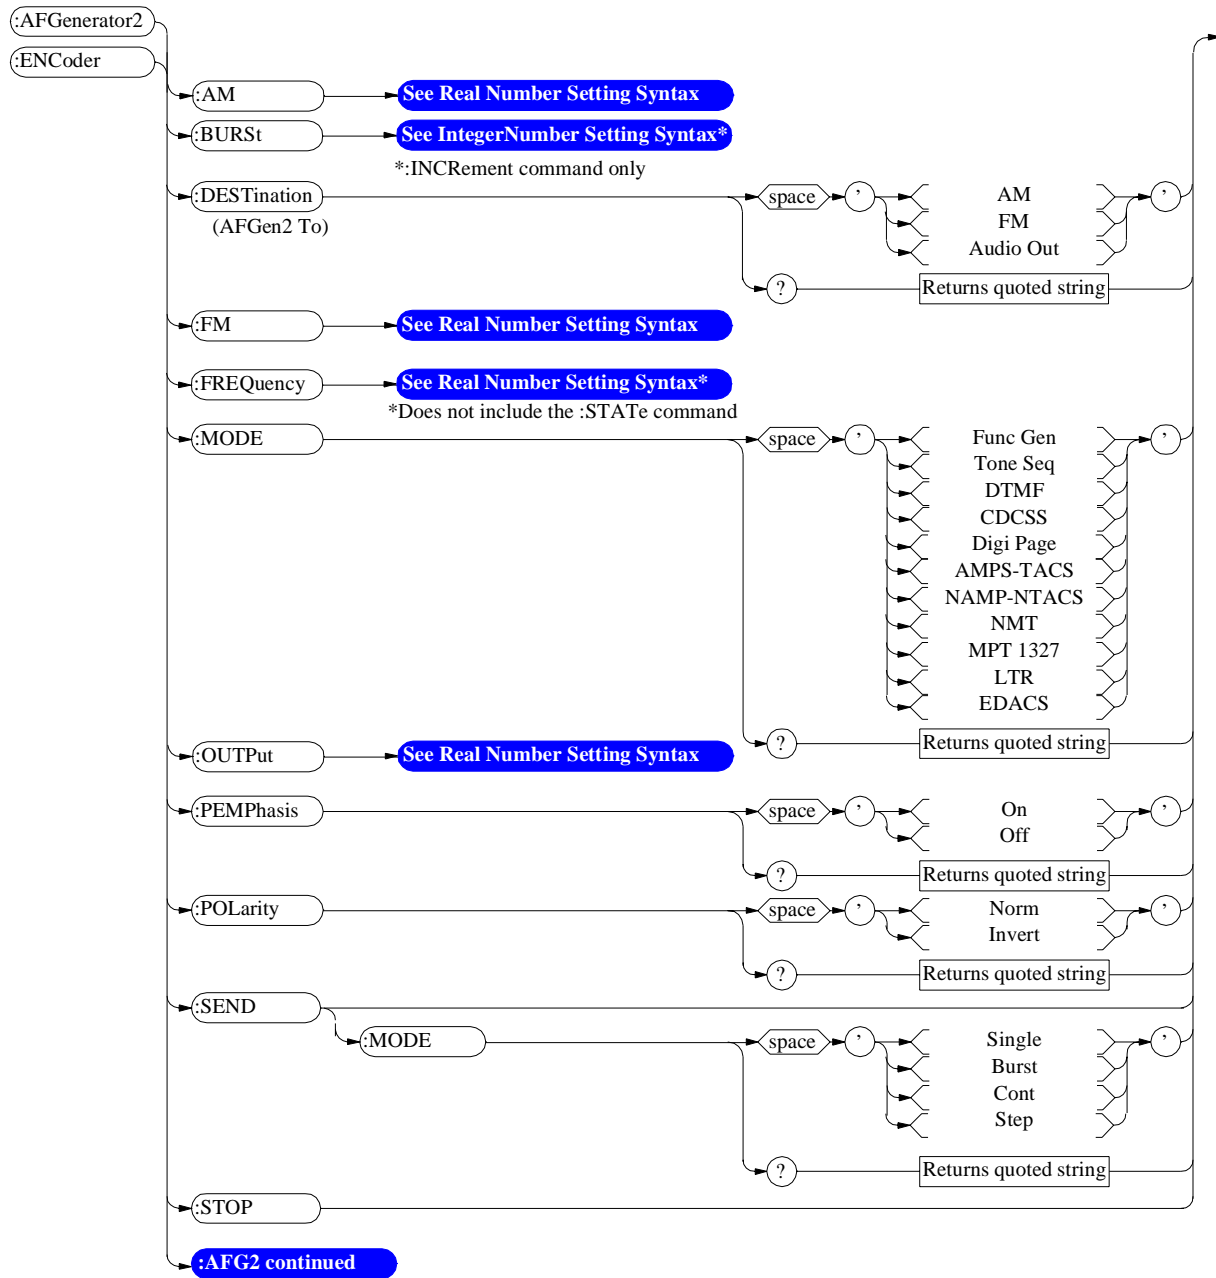 :AFGenerator2
:ENCoder
:AM See Real Number Setting Syntax
:BURSt See IntegerNumber Setting Syntax*
*:INCRement command only
:DESTination space ' AM '
(AFGen2 To) FM
Audio Out
? Returns quoted string
:FM See Real Number Setting Syntax
:FREQuency See Real Number Setting Syntax*
*Does not include the :STATe command
:MODE space ' Func Gen '
Tone Seq
DTMF
CDCSS
Digi Page
AMPS-TACS
NAMP-NTACS
NMT
MPT 1327
LTR
EDACS
? Returns quoted string
:OUTPut See Real Number Setting Syntax
:PEMPhasis space ' On '
Off
? Returns quoted string
:POLarity space ' Norm '
Invert
? Returns quoted string
:SEND
:MODE space ' Single '
Burst
Cont
Step
? Returns quoted string
:STOP
:AFG2 continued